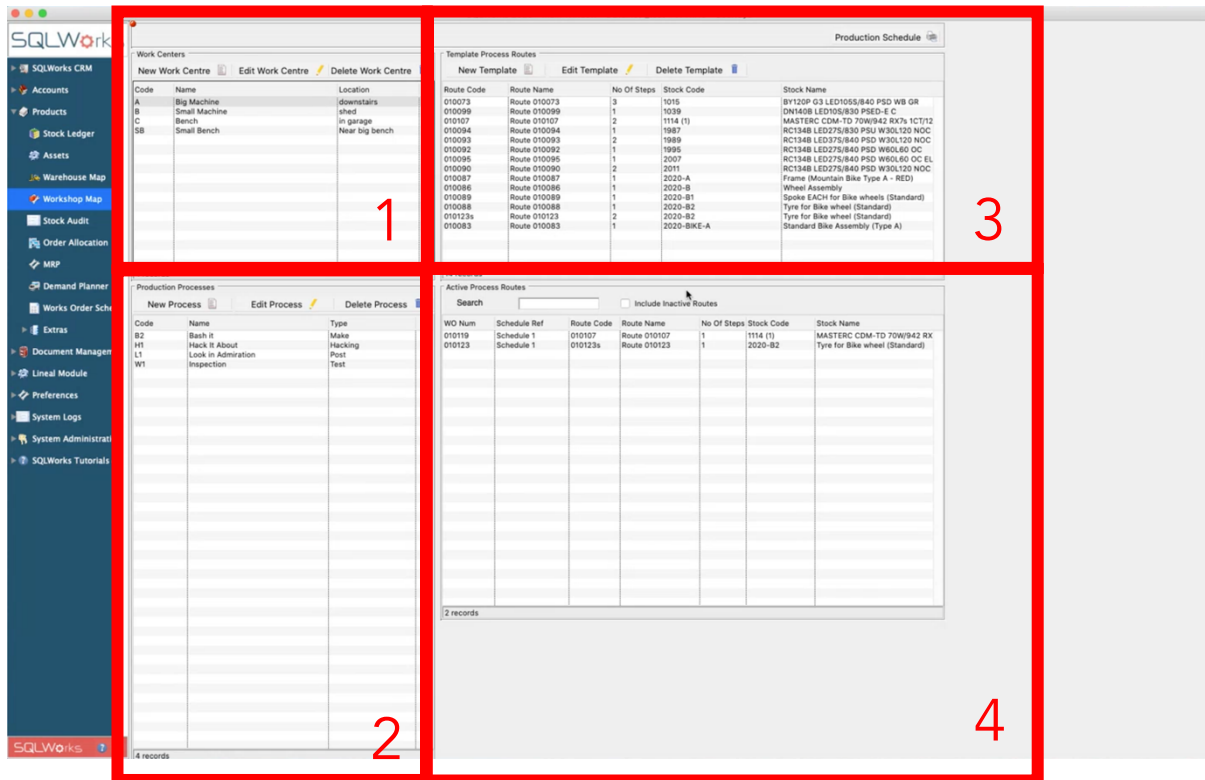 SQLWork
SQLWorks CRM
Accounts
Products
Stock Ledger
Assets
Warehouse Map
Workshop Map
Stock Audit
Order Allocation
MRP
Demand Planner
Works Order Sche
Extras
Document Managem
Lineal Module
Preferences
System Logs
System Administrati
SQLWorks Tutorials
SQLWorks ?
Production Schedule
Work Centers
New Work Centre Edit Work Centre Delete Work Centre
Code Name Location
A Big Machine downstairs
B Small Machine shed
C Bench in garage
SB Small Bench Near big bench
1
Production Processes
New Process Edit Process Delete Process
Code Name Type
B2 Bash it Make
H1 Hack It About Hacking
L1 Look in Admiration Post
W1 Inspection Test
4 records
2
Template Process Routes
New Template Edit Template Delete Template
Route Code Route Name No Of Steps Stock Code Stock Name
010073 Route 010073 3 1015 BY120P G3 LED105S/840 PSD WB GR
010099 Route 010099 1 1039 DN140B LED10S/830 PSED-E C
010107 Route 010107 2 1114 (1) MASTERC CDM-TD 70W/942 RX7s 1CT/12
010094 Route 010094 1 1987 RC134B LED27S/830 PSU W30L120 NOC
010093 Route 010093 2 1989 RC134B LED37S/840 PSD W30L120 NOC
010092 Route 010092 1 1995 RC134B LED27S/840 PSD W60L60 OC
010095 Route 010095 1 2007 RC134B LED37S/840 PSD W60L60 OC EL
010090 Route 010090 2 2011 RC134B LED27S/840 PSD W30L120 NOC
010087 Route 010087 1 2020-A Frame (Mountain Bike Type A - RED)
010086 Route 010086 1 2020-B Wheel Assembly
010089 Route 010089 1 2020-B1 Spoke EACH for Bike wheels (Standard)
010088 Route 010088 1 2020-B2 Tyre for Bike wheel (Standard)
010123s Route 010123 2 2020-B2 Tyre for Bike wheel (Standard)
010083 Route 010083 1 2020-BIKE-A Standard Bike Assembly (Type A)
3
Active Process Routes
Search Include Inactive Routes
WO Num Schedule Ref Route Code Route Name No Of Steps Stock Code Stock Name
010119 Schedule 1 010107 Route 010107 1 1114 (1) MASTERC CDM-TD 70W/942 RX
010123 Schedule 1 010123s Route 010123 1 2020-B2 Tyre for Bike wheel (Standard)
2 records
4